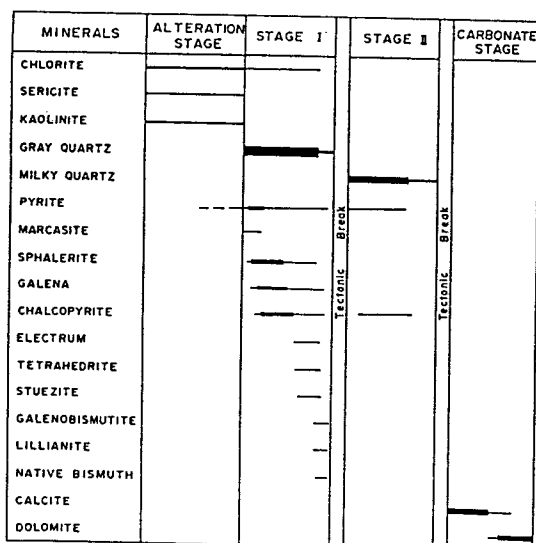 MINERALS ALTERATION STAGE STAGE I STAGE II CARBONATE STAGE
CHLORITE
SERICITE
KAOLINITE
GRAY QUARTZ
MILKY QUARTZ
PYRITE
MARCASITE
SPHALERITE
GALENA
CHALCOPYRITE
ELECTRUM
TETRAHEDRITE
STUEZITE
GALENOBISMUTITE
LILLIANITE
NATIVE BISMUTH
CALCITE
DOLOMITE
Tectonic Break
Tectonic Break